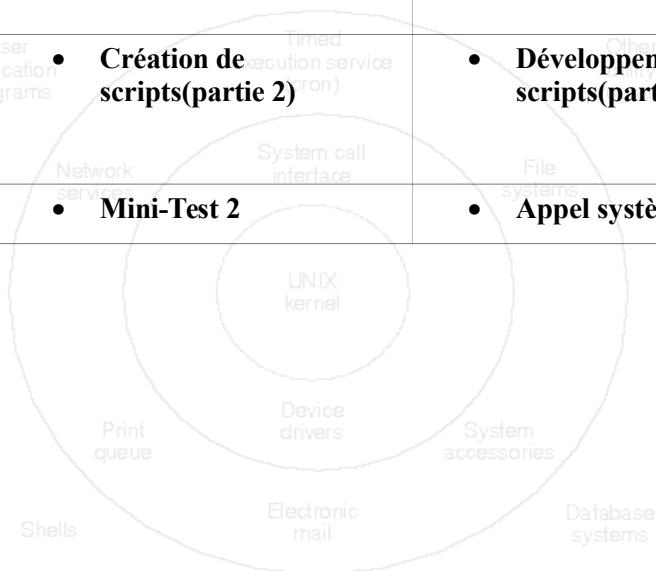 Timed
execution service
(cron)
• Création de
scripts(partie 2)
• 
System call
interface
Network
services
File
systems
• Mini-Test 2
• Appel
UNIX
kernel
Device
drivers
Print
queue
System
accessories
Electronic
mail
Shells
Database
systems